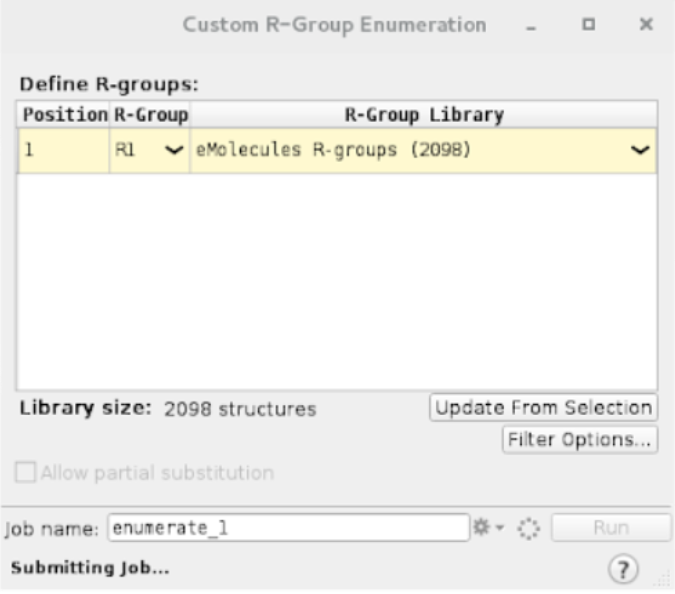 Custom R-Group Enumeration
Define R-groups:
Position R-Group R-Group Library
1 R1 eMolecules R-groups (2098)
Library size: 2098 structures Update From Selection
Filter Options...
Allow partial substitution
Job name: enumerate_1 Run
Submitting Job...
?